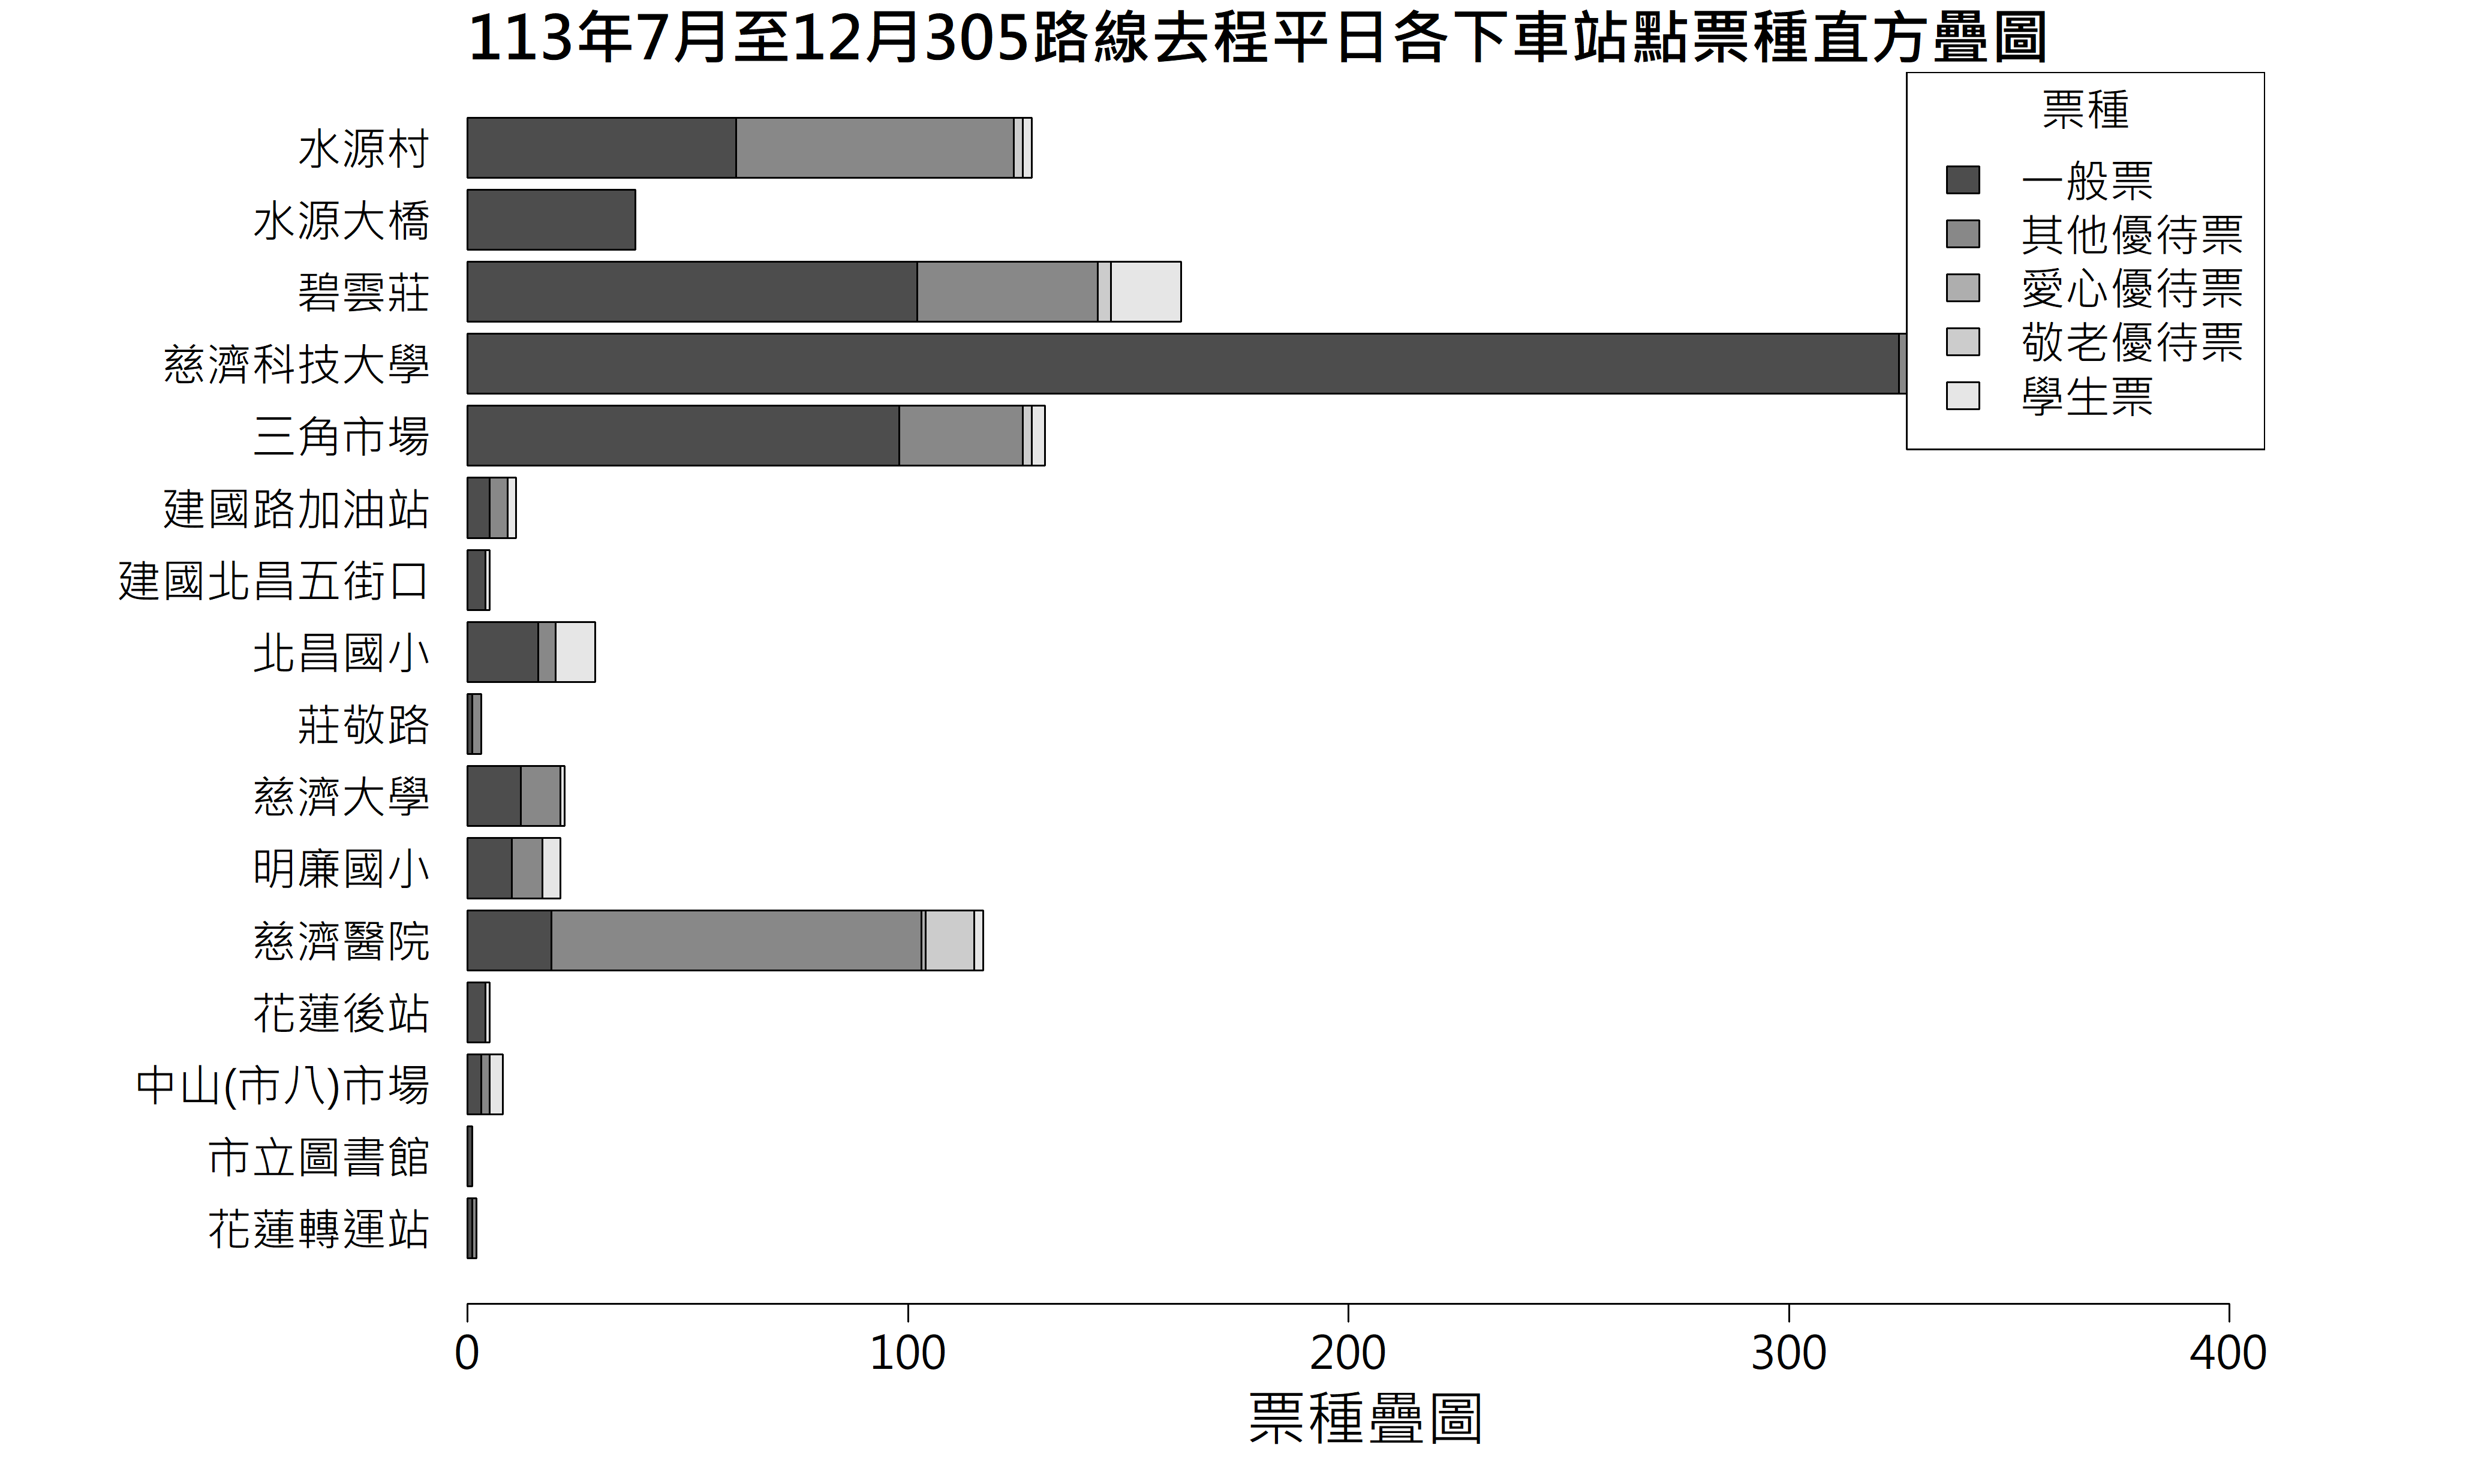 113年7月至12月305路線去程平日各下車站點票種直方疊圖
票種
一般票
其他優待票
愛心優待票
敬老優待票
學生票
水源村
水源大橋
碧雲莊
慈濟科技大學
三角市場
建國路加油站
建國北昌五街口
北昌國小
莊敬路
慈濟大學
明廉國小
慈濟醫院
花蓮後站
中山(市八)市場
市立圖書館
花蓮轉運站
0 100 200 300 400
票種疊圖